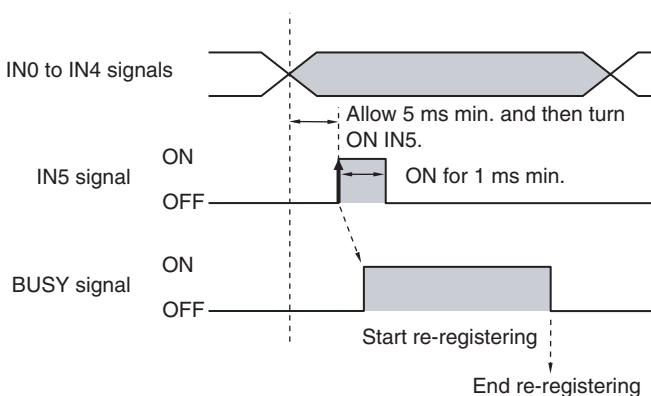 IN0 to IN4 signals
Allow 5 ms min. and then turn
ON IN5.
ON
IN5 signal
ON for 1 ms min.
OFF
ON
BUSY signal
OFF
Start re-registering
End re-registering